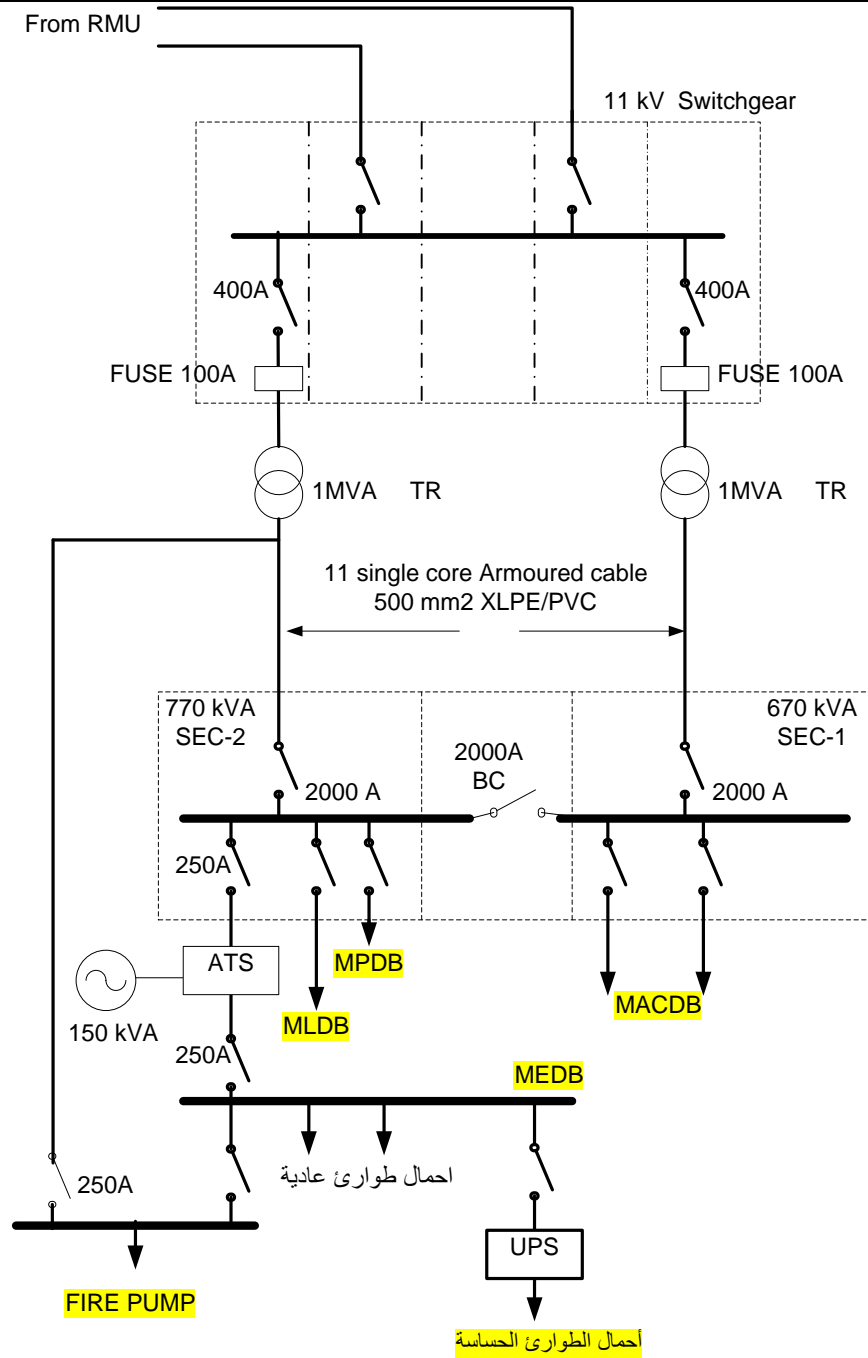 From RMU
11 kV  Switchgear
400A
400A
FUSE 100A
FUSE 100A
1MVA    TR
1MVA    TR
11 single core Armoured cable
500 mm2 XLPE/PVC
770 kVA
SEC-2
670 kVA
SEC-1
2000A
BC
2000 A
2000 A
250A
ATS
MPDB
MACDB
MLDB
150 kVA
250A
MEDB
احمال طوارئ عادية
250A
UPS
FIRE PUMP
أحمال الطوارئ الحساسة